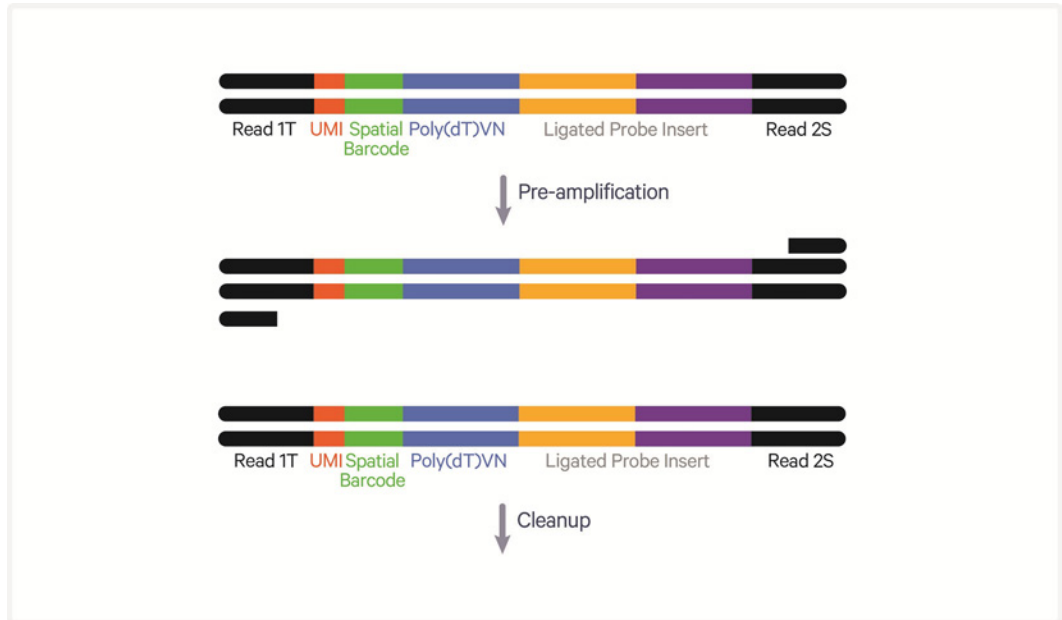 Read 1T UMI Spatial Poly(dT)VN Ligated Probe Insert Read 2S
Barcode
Pre-amplification
Read 1T UMI Spatial Poly(dT)VN Ligated Probe Insert Read 2S
Barcode
Cleanup